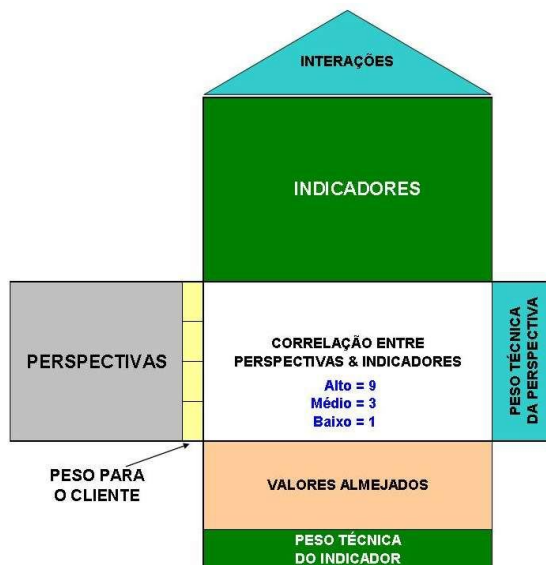 INTERAÇÕES
INDICADORES
PERSPECTIVAS
CORRELAÇÃO ENTRE
PERSPECTIVAS & INDICADORES
Alto = 9
Médio = 3
Baixo = 1
PESO TÉCNICA
DA PERSPECTIVA
PESO PARA
O CLIENTE
VALORES ALMEJADOS
PESO TÉCNICA
DO INDICADOR